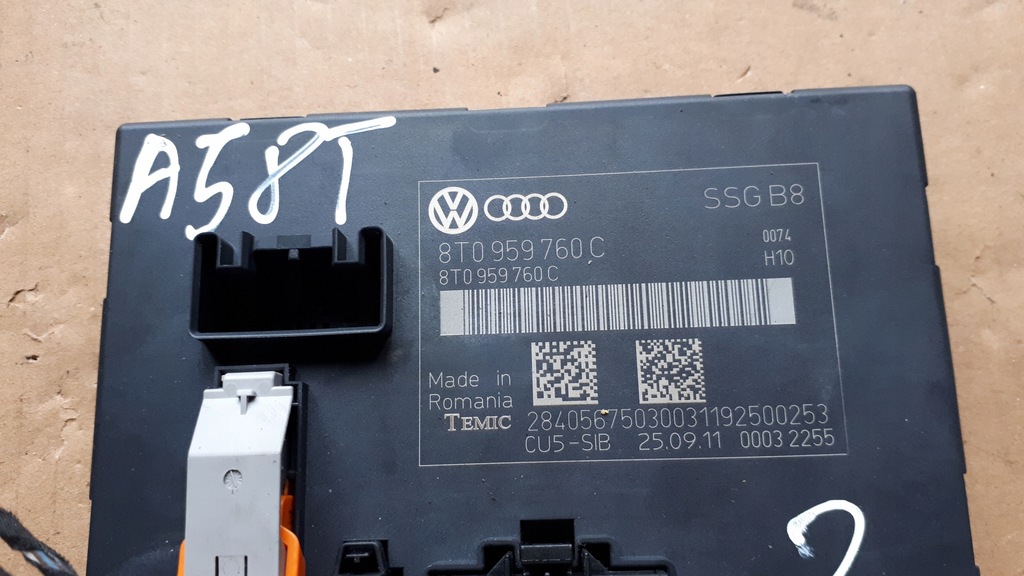 A58T
SSG B8
8T0 959 760 C
0074
8T0 959 760 C
H10
Made in
Romania
TEMIC 28405675030031192500253
CU5-SIB 25.09.11 0003 2255
2